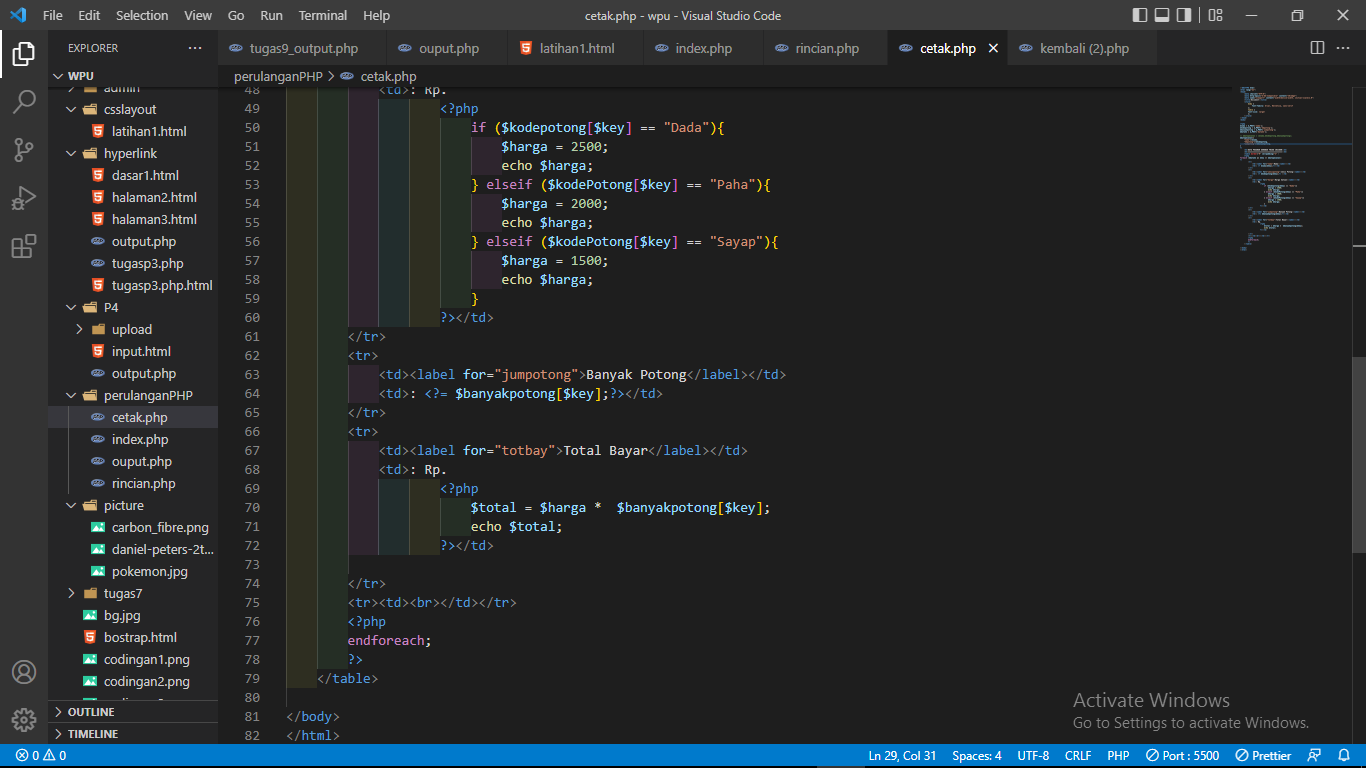 File Edit Selection View Go Run Terminal Help cetak.php - wpu - Visual Studio Code
EXPLORER
tugas9_output.php ouput.php latihan1.html index.php rincian.php cetak.php kembali (2).php
WPU
perulanganPHP > cetak.php
admin
csslayout
latihan1.html
hyperlink
dasar1.html
halaman2.html
halaman3.html
output.php
tugasp3.php
tugasp3.php.html
P4
upload
input.html
output.php
perulanganPHP
cetak.php
index.php
ouput.php
rincian.php
picture
carbon_fibre.png
daniel-peters-2t...
pokemon.jpg
tugas7
bg.jpg
bostrap.html
codingan1.png
codingan2.png
OUTLINE
TIMELINE
48 <td>: Rp.
49 <?php
50 if ($kodepotong[$key] == "Dada"){
51 $harga = 2500;
52 echo $harga;
53 } elseif ($kodePotong[$key] == "Paha"){
54 $harga = 2000;
55 echo $harga;
56 } elseif ($kodePotong[$key] == "Sayap"){
57 $harga = 1500;
58 echo $harga;
59 }
60 ?></td>
61 </tr>
62 <tr>
63 <td><label for="jumpotong">Banyak Potong</label></td>
64 <td>: <?= $banyakpotong[$key];?></td>
65 </tr>
66 <tr>
67 <td><label for="totbay">Total Bayar</label></td>
68 <td>: Rp.
69 <?php
70 $total = $harga *  $banyakpotong[$key];
71 echo $total;
72 ?></td>
73
74 </tr>
75 <tr><td><br></td></tr>
76 <?php
77 endforeach;
78 ?>
79 </table>
80
81 </body>
82 </html>
Activate Windows
Go to Settings to activate Windows.
0 0 Ln 29, Col 31 Spaces: 4 UTF-8 CRLF PHP Port : 5500 Prettier